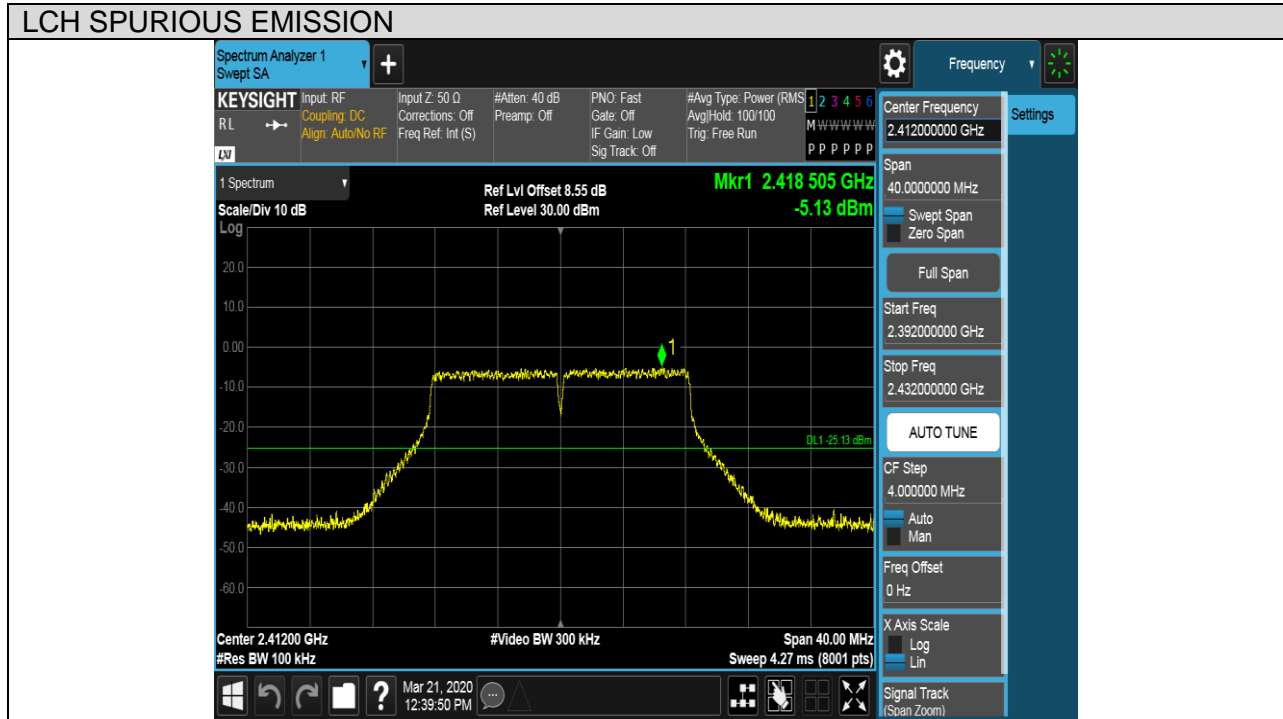 LCH SPURIOUS EMISSION
Spectrum Analyzer 1
Swept SA
+
Frequency
KEYSIGHT
RL
LXI
Input: RF
Coupling: DC
Align: Auto/No RF
Input Z: 50 Ω
Corrections: Off
Freq Ref: Int (S)
#Atten: 40 dB
Preamp: Off
PNO: Fast
Gate: Off
IF Gain: Low
Sig Track: Off
#Avg Type: Power (RMS
Avg|Hold: 100/100
Trig: Free Run
1 2 3 4 5 6
M W W W W W
P P P P P P
1 Spectrum
Scale/Div 10 dB
Log
Ref Lvl Offset 8.55 dB
Ref Level 30.00 dBm
Mkr1 2.418 505 GHz
-5.13 dBm
20.0
10.0
0.00
-10.0
-20.0
-30.0
-40.0
-50.0
-60.0
1
DL1 -25.13 dBm
Center 2.41200 GHz
#Res BW 100 kHz
#Video BW 300 kHz
Span 40.00 MHz
Sweep 4.27 ms (8001 pts)
Center Frequency
2.412000000 GHz
Settings
Span
40.0000000 MHz
Swept Span
Zero Span
Full Span
Start Freq
2.392000000 GHz
Stop Freq
2.432000000 GHz
AUTO TUNE
CF Step
4.000000 MHz
Auto
Man
Freq Offset
0 Hz
X Axis Scale
Log
Lin
Signal Track
(Span Zoom)
?
Mar 21, 2020
12:39:50 PM